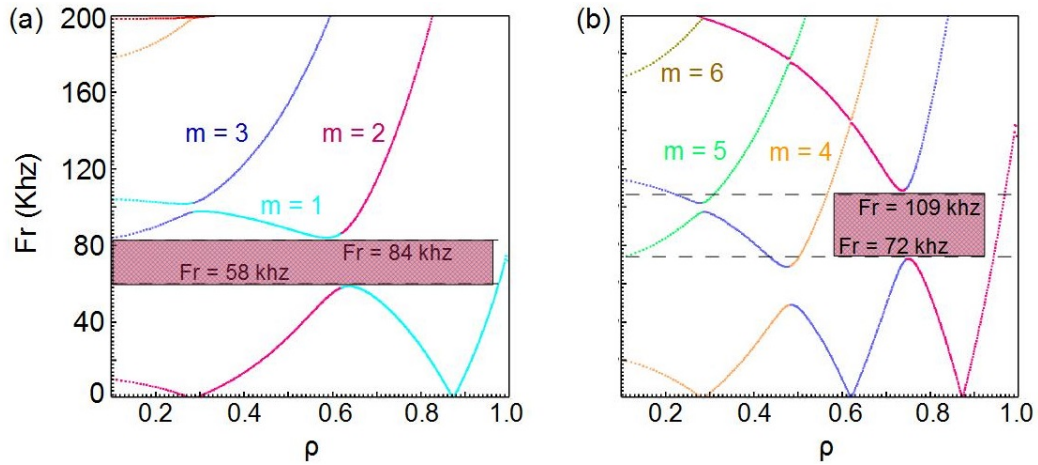 (a)
(b)
200
160
120
80
40
0
Fr (Khz)
m = 3
m = 2
m = 1
Fr = 84 khz
Fr = 58 khz
0.2 0.4 0.6 0.8 1.0
ρ
m = 6
m = 5
m = 4
Fr = 109 khz
Fr = 72 khz
0.2 0.4 0.6 0.8 1.0
ρ